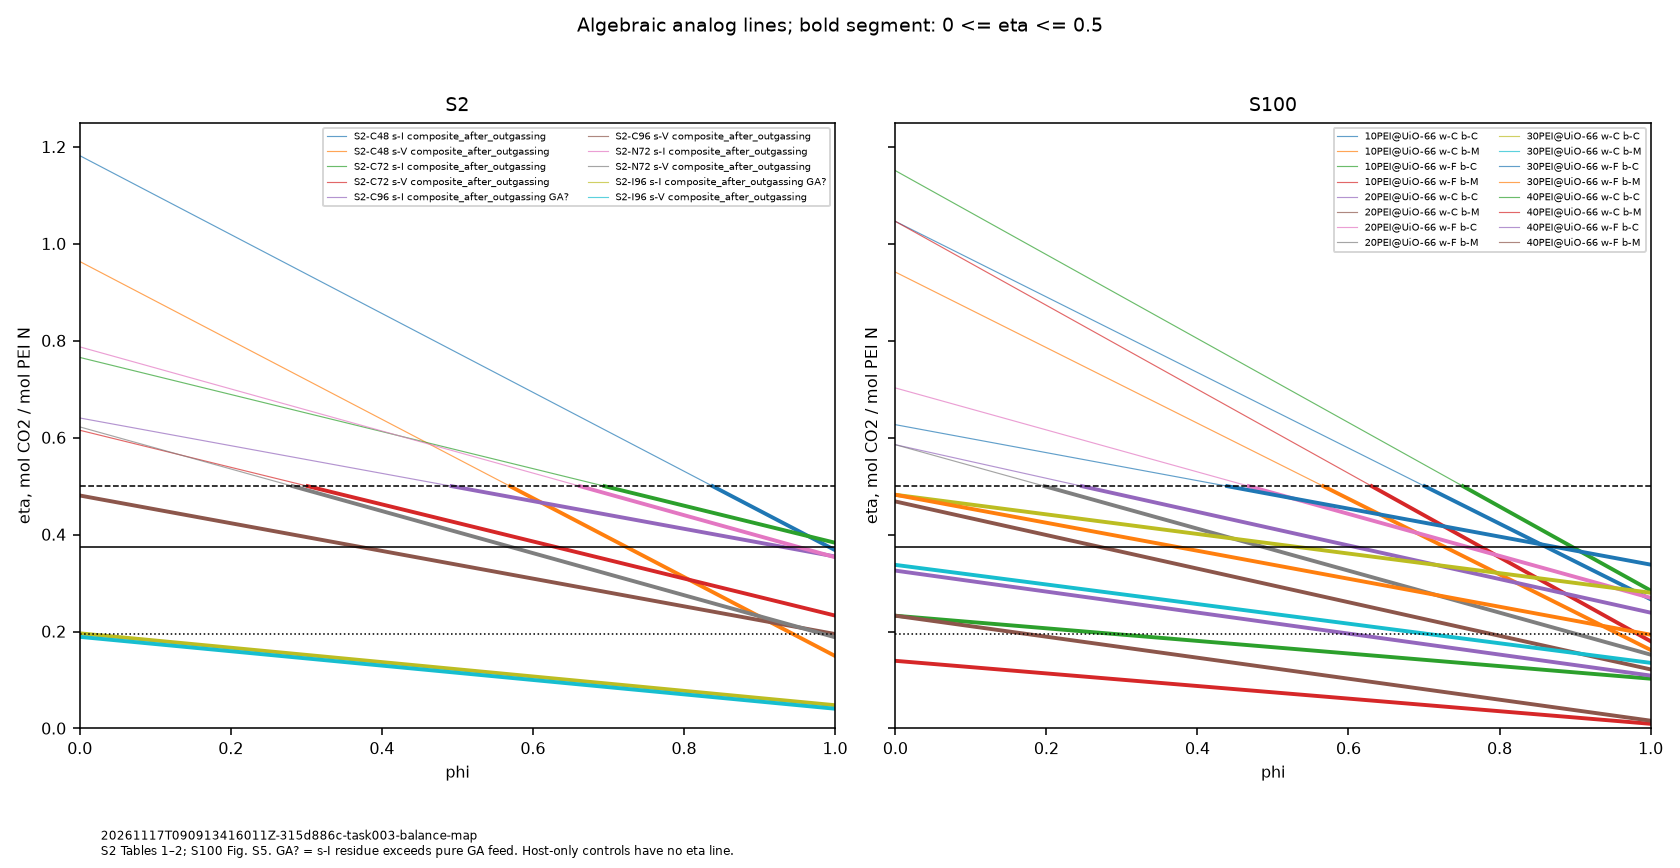 Algebraic analog lines; bold segment: 0 <= eta <= 0.5
S2
S2-C48 s-I composite_after_outgassing
S2-C48 s-V composite_after_outgassing
S2-C72 s-I composite_after_outgassing
S2-C72 s-V composite_after_outgassing
S2-C96 s-I composite_after_outgassing GA?
S2-C96 s-V composite_after_outgassing
S2-N72 s-I composite_after_outgassing
S2-N72 s-V composite_after_outgassing
S2-I96 s-I composite_after_outgassing GA?
S2-I96 s-V composite_after_outgassing
eta, mol CO2 / mol PEI N
1.2
1.0
0.8
0.6
0.4
0.2
0.0
0.0 0.2 0.4 0.6 0.8 1.0
phi
S100
10PEI@UiO-66 w-C b-C
10PEI@UiO-66 w-C b-M
10PEI@UiO-66 w-F b-C
10PEI@UiO-66 w-F b-M
20PEI@UiO-66 w-C b-C
20PEI@UiO-66 w-C b-M
20PEI@UiO-66 w-F b-C
20PEI@UiO-66 w-F b-M
30PEI@UiO-66 w-C b-C
30PEI@UiO-66 w-C b-M
30PEI@UiO-66 w-F b-C
30PEI@UiO-66 w-F b-M
40PEI@UiO-66 w-C b-C
40PEI@UiO-66 w-C b-M
40PEI@UiO-66 w-F b-C
40PEI@UiO-66 w-F b-M
eta, mol CO2 / mol PEI N
0.0 0.2 0.4 0.6 0.8 1.0
phi
20261117T090913416011Z-315d886c-task003-balance-map
S2 Tables 1–2; S100 Fig. S5. GA? = s-I residue exceeds pure GA feed. Host-only controls have no eta line.